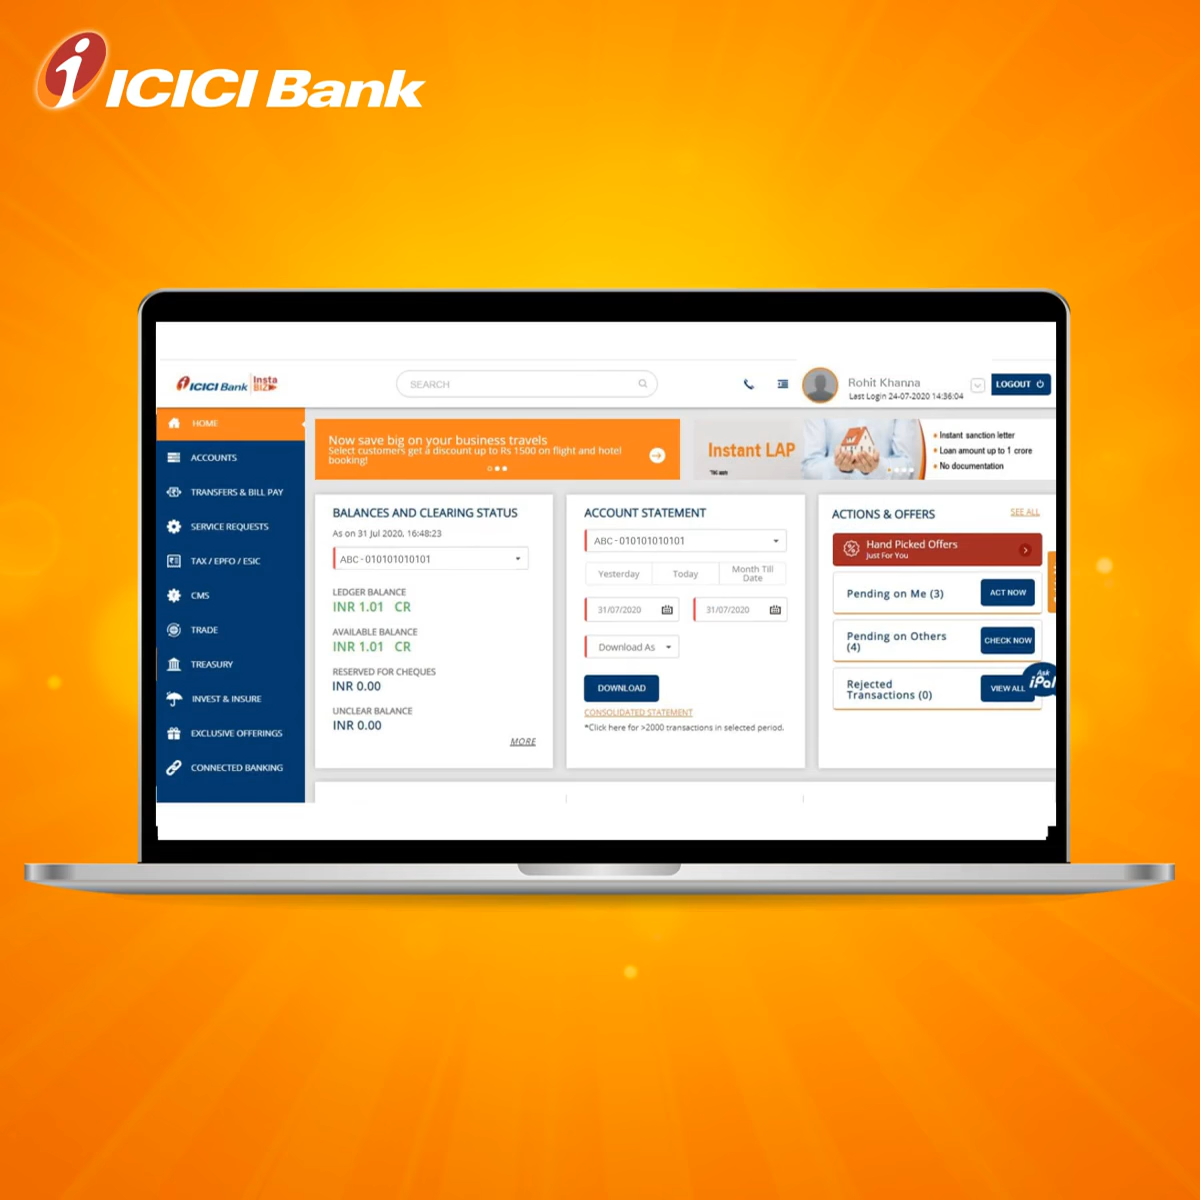 ICICI Bank
ICICI Bank Insta BIZ
SEARCH
Rohit Khanna
Last Login 24-07-2020 14:36:04
LOGOUT
HOME
ACCOUNTS
TRANSFERS & BILL PAY
SERVICE REQUESTS
TAX / EPFO / ESIC
CMS
TRADE
TREASURY
INVEST & INSURE
EXCLUSIVE OFFERINGS
CONNECTED BANKING
Now save big on your business travels
Select customers get a discount up to Rs 1500 on flight and hotel
booking!
Instant LAP
*T&C apply
• Instant sanction letter
• Loan amount up to 1 crore
• No documentation
BALANCES AND CLEARING STATUS
As on 31 Jul 2020, 16:48:23
ABC - 010101010101
LEDGER BALANCE
INR 1.01 CR
AVAILABLE BALANCE
INR 1.01 CR
RESERVED FOR CHEQUES
INR 0.00
UNCLEAR BALANCE
INR 0.00
MORE
ACCOUNT STATEMENT
ABC - 010101010101
Yesterday Today Month Till
Date
31/07/2020 31/07/2020
Download As
DOWNLOAD
CONSOLIDATED STATEMENT
*Click here for >2000 transactions in selected period.
ACTIONS & OFFERS SEE ALL
Hand Picked Offers
Just For You
Pending on Me (3) ACT NOW
Pending on Others
(4) CHECK NOW
Rejected
Transactions (0) VIEW ALL
Ask
iPal